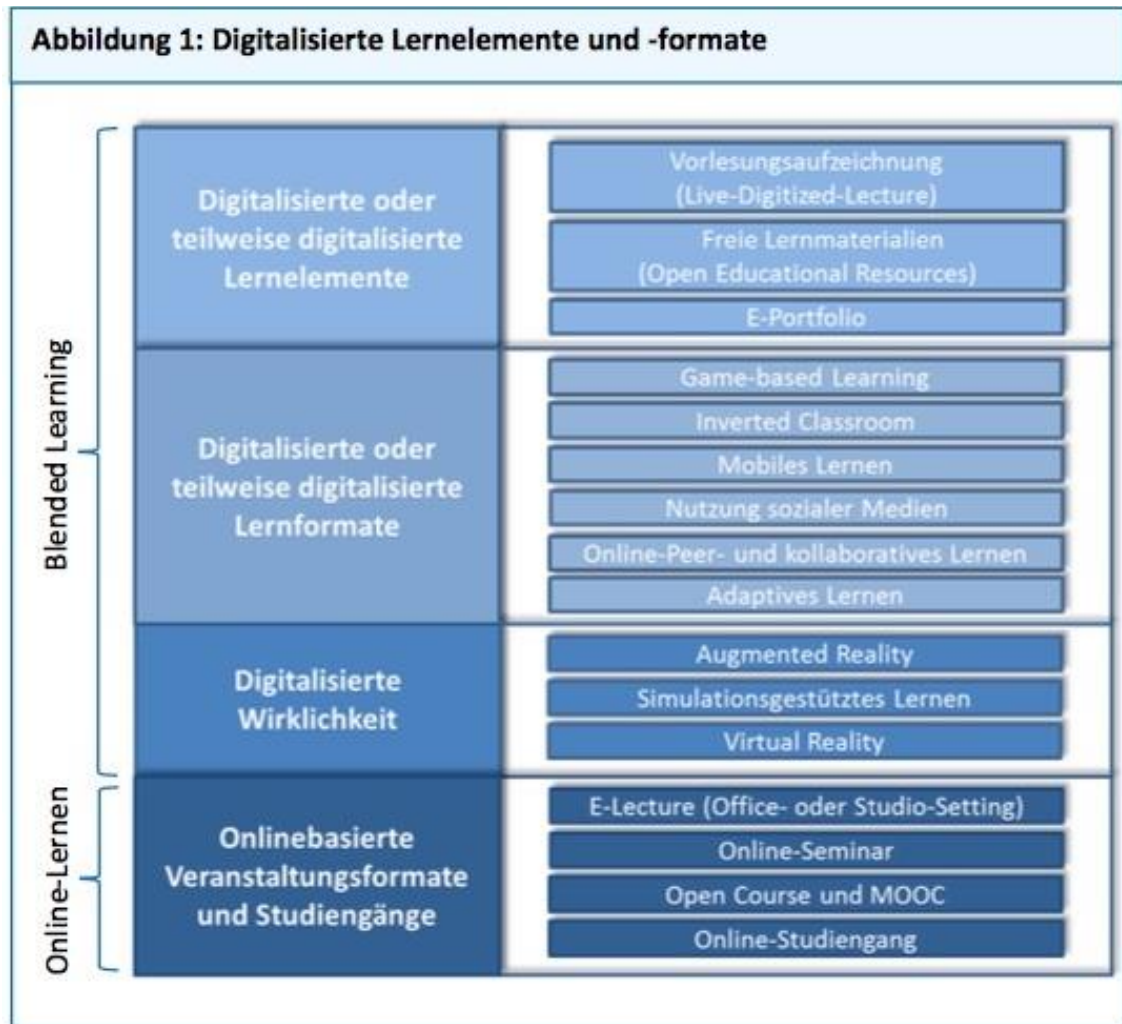 Abbildung 1: Digitalisierte Lernelemente und -formate
Blended Learning
Digitalisierte oder
teilweise digitalisierte
Lernelemente
Vorlesungsaufzeichnung
(Live-Digitized-Lecture)
Freie Lernmaterialien
(Open Educational Resources)
E-Portfolio
Digitalisierte oder
teilweise digitalisierte
Lernformate
Game-based Learning
Inverted Classroom
Mobiles Lernen
Nutzung sozialer Medien
Online-Peer- und kollaboratives Lernen
Adaptives Lernen
Digitalisierte
Wirklichkeit
Augmented Reality
Simulationsgestütztes Lernen
Virtual Reality
Online-Lernen
Onlinebasierte
Veranstaltungsformate
und Studiengänge
E-Lecture (Office- oder Studio-Setting)
Online-Seminar
Open Course und MOOC
Online-Studiengang